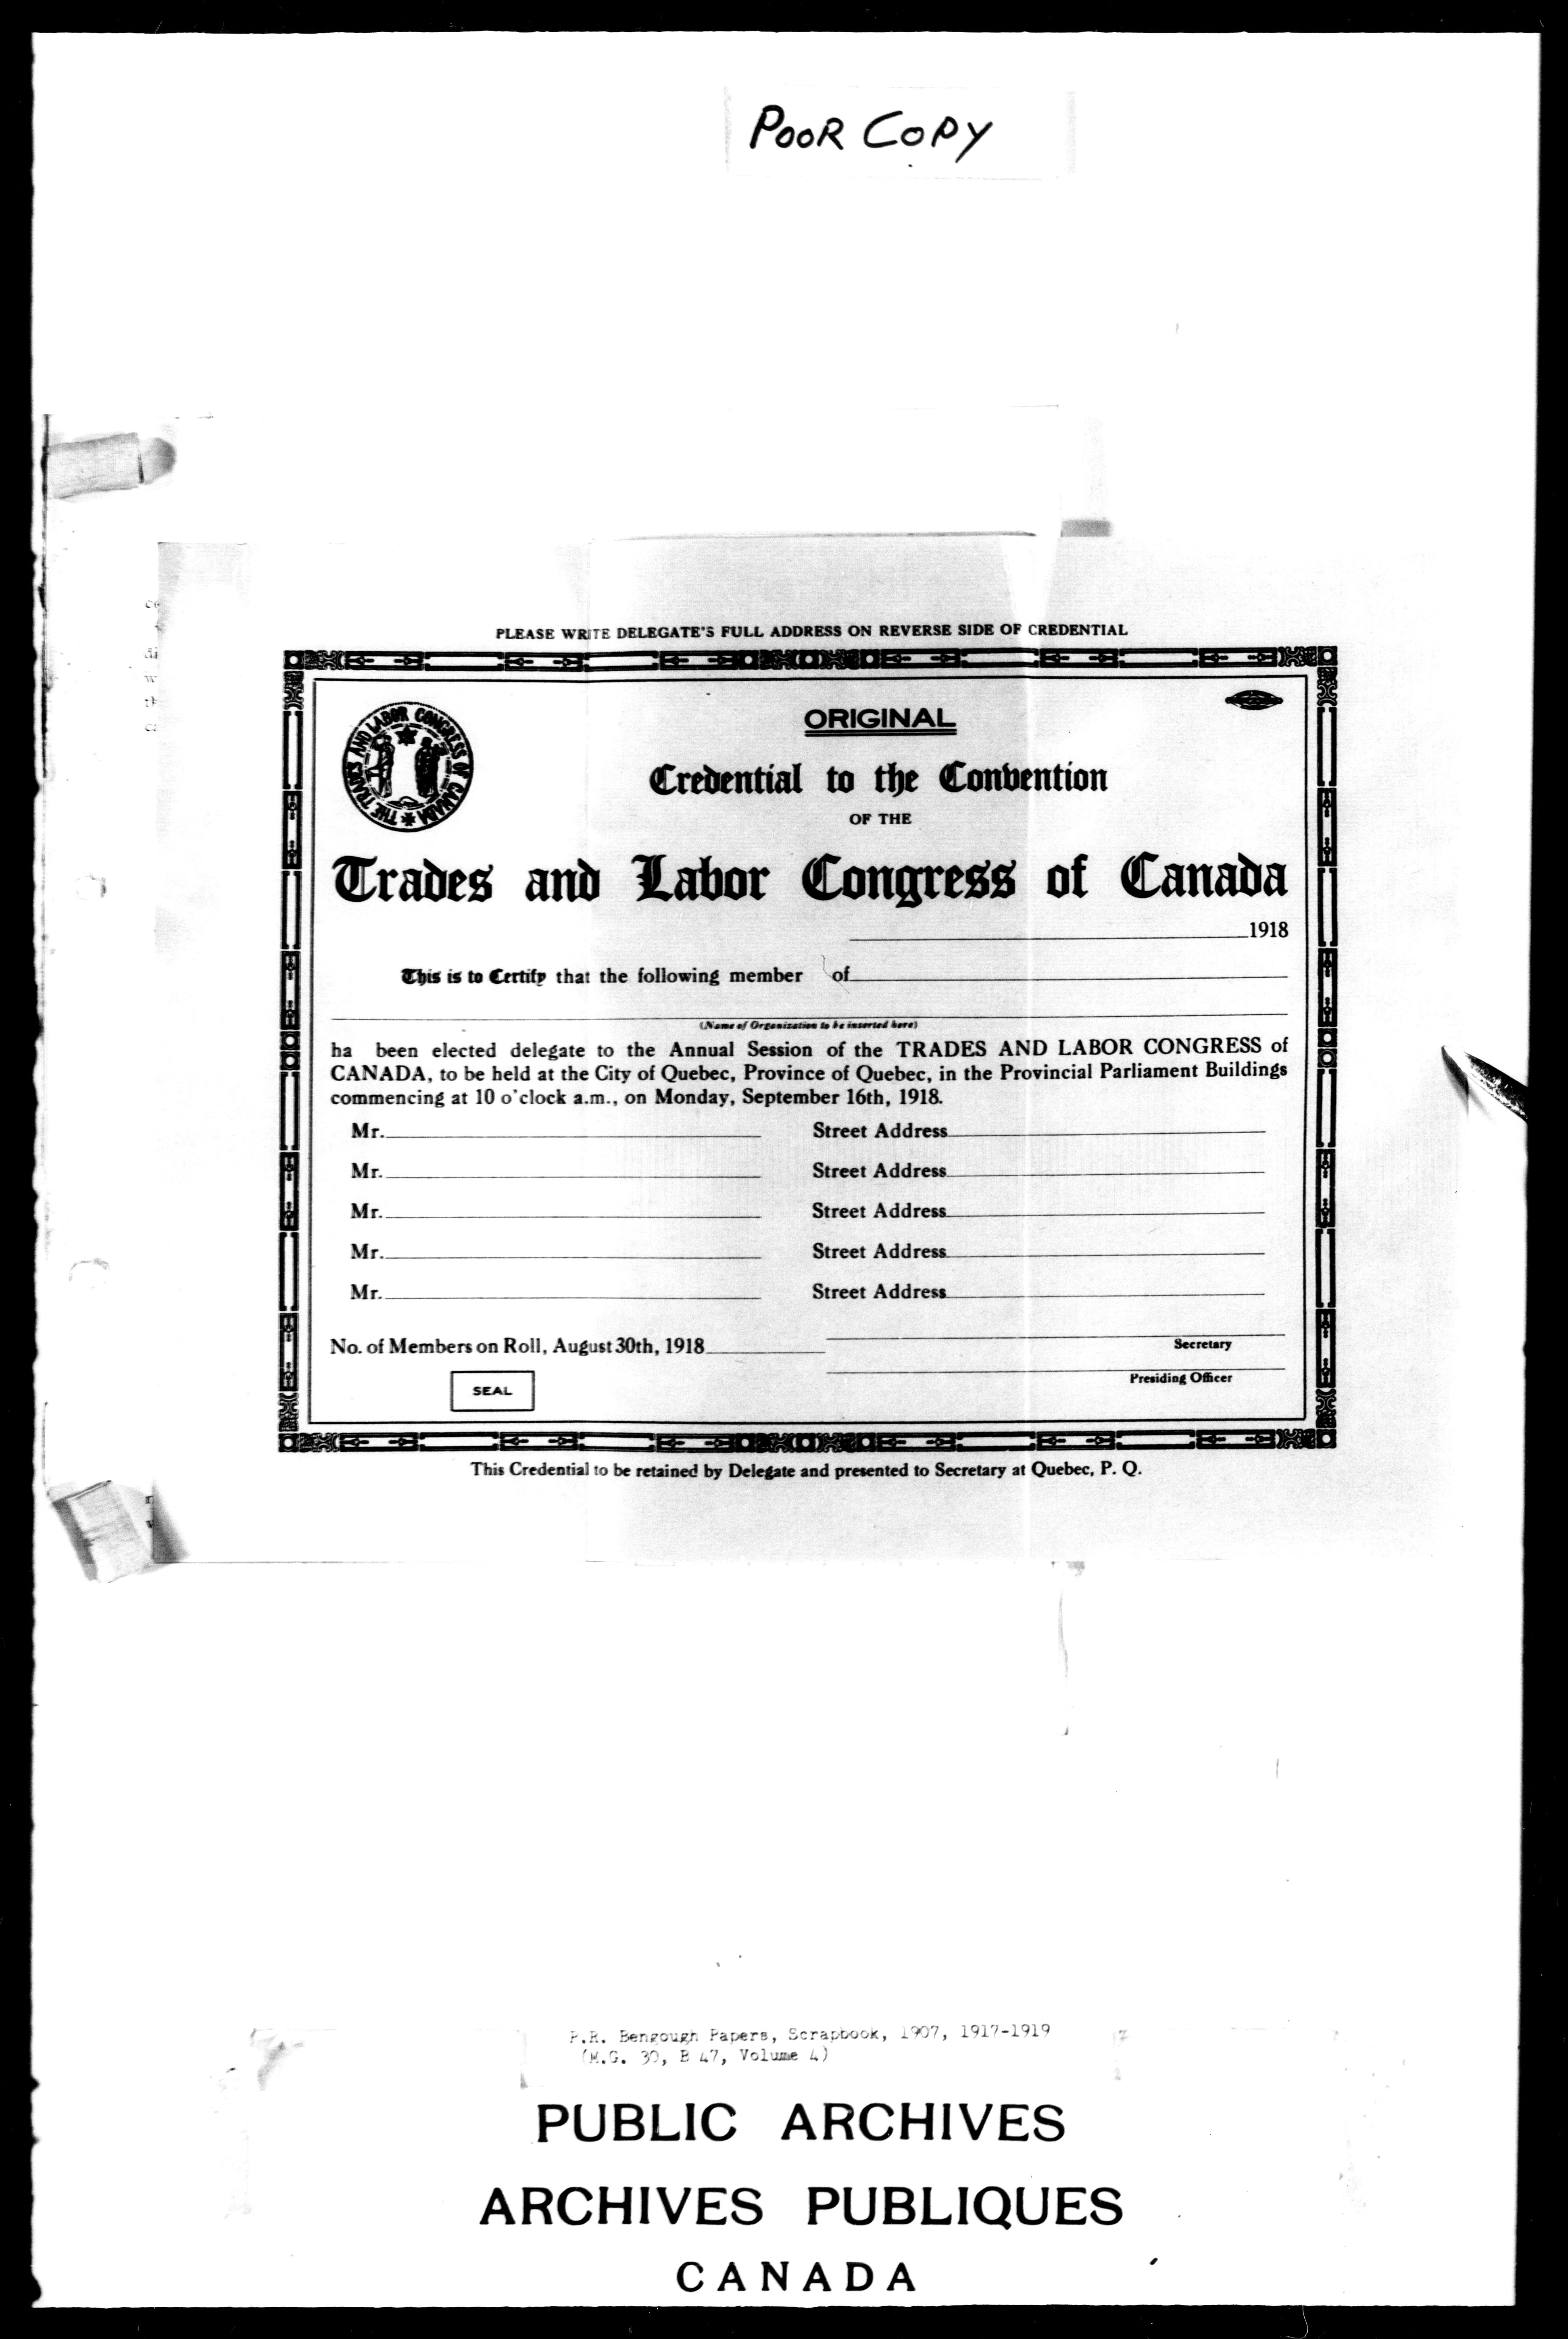 POOR COPY
PLEASE WRITE DELEGATE'S FULL ADDRESS ON REVERSE SIDE OF CREDENTIAL
THE TRADES AND LABOR CONGRESS OF CANADA
ORIGINAL
Credential to the Convention
OF THE
Trades and Labor Congress of Canada
1918
This is to Certify that the following member of
(Name of Organization to be inserted here)
ha been elected delegate to the Annual Session of the TRADES AND LABOR CONGRESS of
CANADA, to be held at the City of Quebec, Province of Quebec, in the Provincial Parliament Buildings
commencing at 10 o'clock a.m., on Monday, September 16th, 1918.
Mr. Street Address
Mr. Street Address
Mr. Street Address
Mr. Street Address
Mr. Street Address
No. of Members on Roll, August 30th, 1918
Secretary
Presiding Officer
SEAL
This Credential to be retained by Delegate and presented to Secretary at Quebec, P. Q.
P.R. Bengough Papers, Scrapbook, 1907, 1917-1919
(M.G. 30, B 47, Volume 4)
PUBLIC ARCHIVES
ARCHIVES PUBLIQUES
CANADA